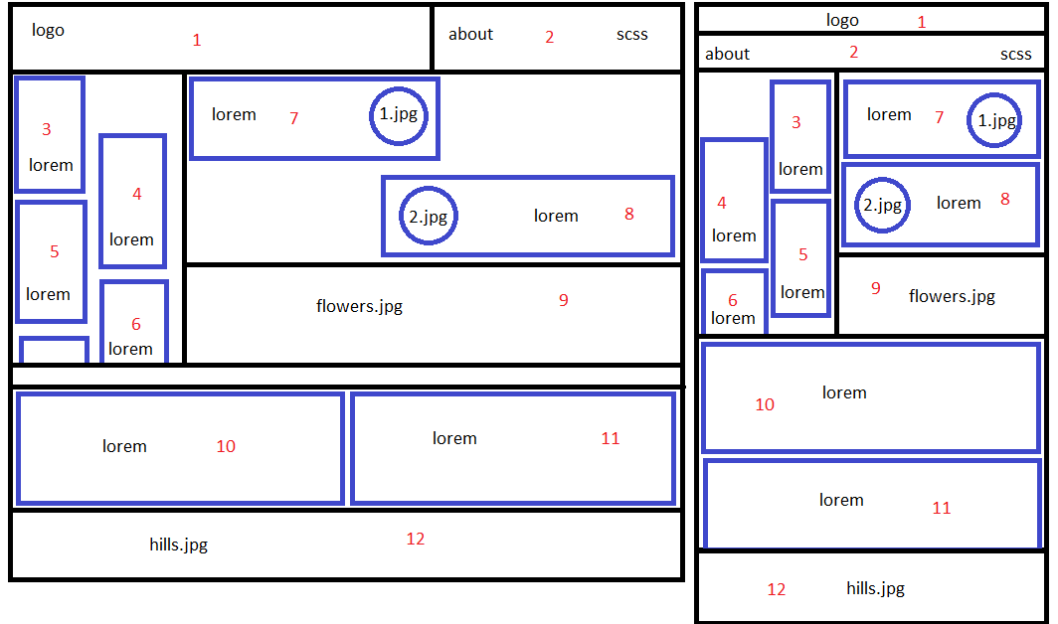 logo
1
about 2 scss
3
lorem
4
lorem
5
lorem
6
lorem
lorem 7 1.jpg
2.jpg lorem 8
flowers.jpg 9
lorem 10
lorem 11
hills.jpg 12
logo 1
about 2 scss
3
lorem
4
lorem
5
lorem
6
lorem
lorem 7 1.jpg
2.jpg lorem 8
9 flowers.jpg
10 lorem
lorem 11
12 hills.jpg